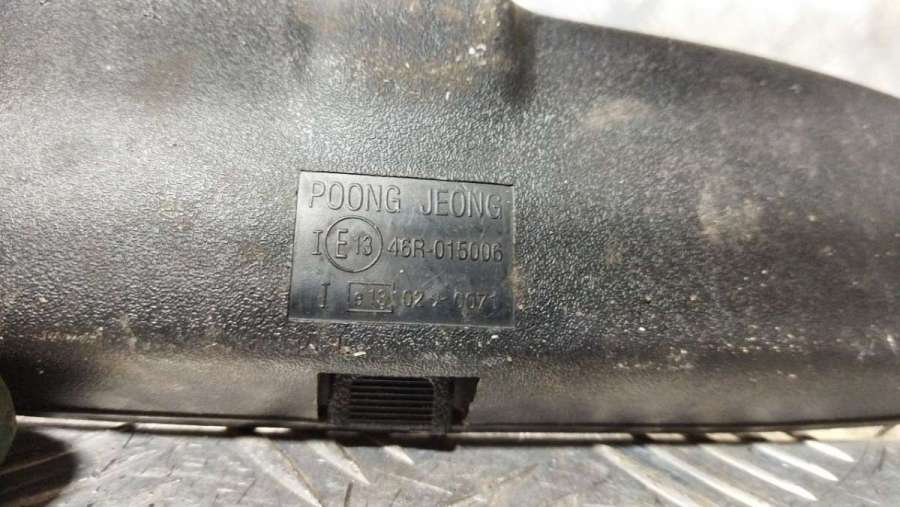 POONG JEONG
I E13 46R-015006
I e13 02 * 0071